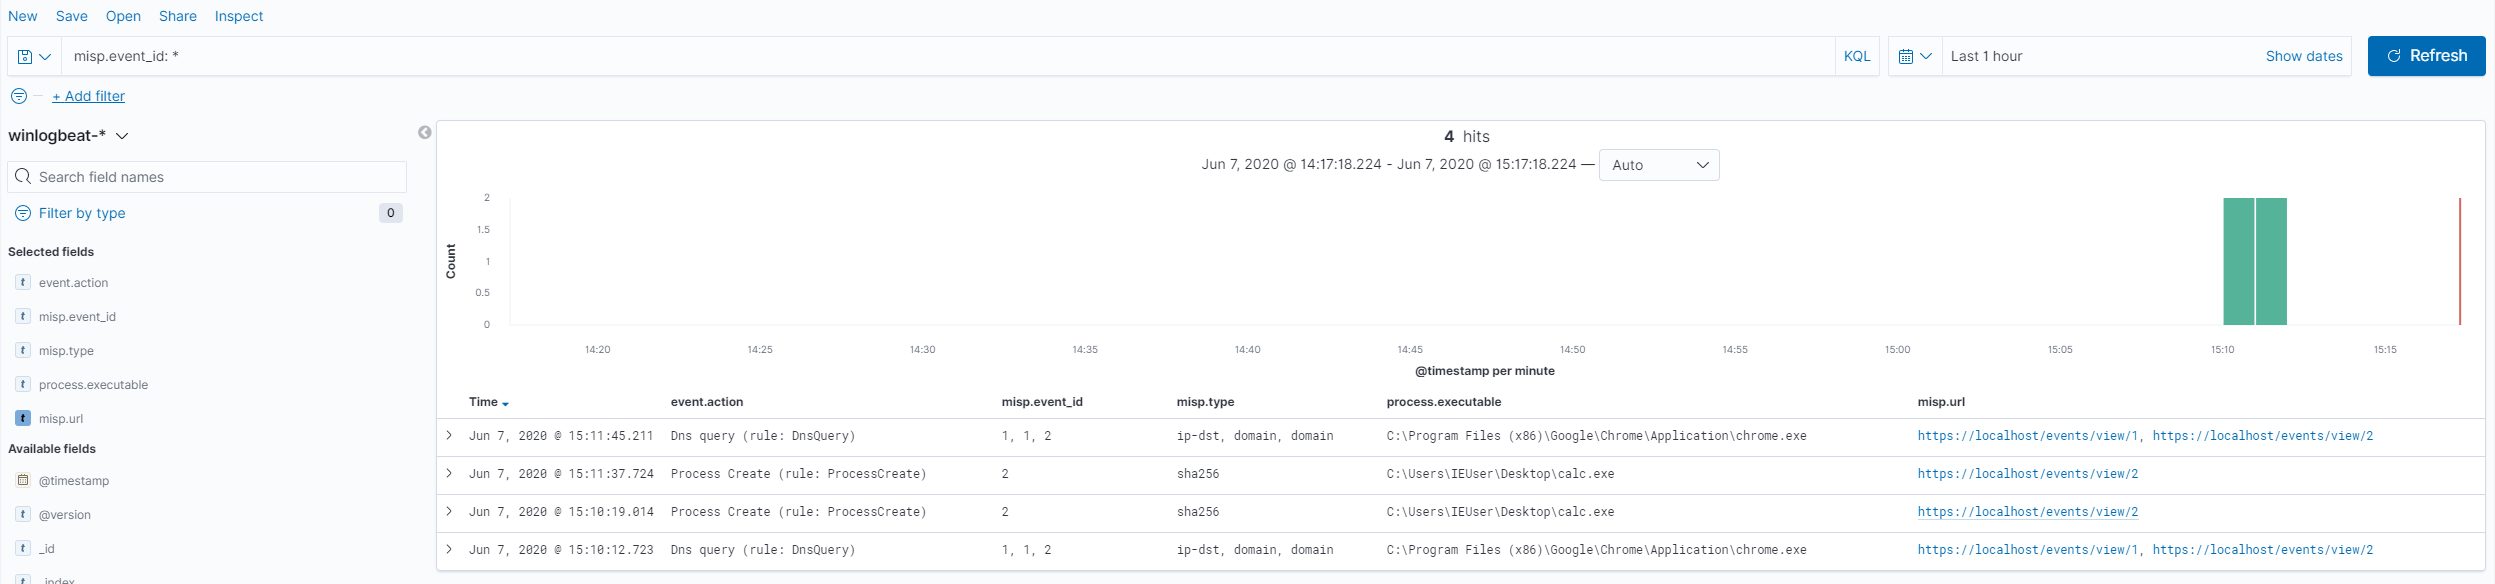 New Save Open Share Inspect
misp.event_id: * KQL Last 1 hour Show dates Refresh
+ Add filter
winlogbeat-*
Search field names
Filter by type 0
Selected fields
t event.action
t misp.event_id
t misp.type
t process.executable
t misp.url
Available fields
@timestamp
t @version
t _id
t _index
4 hits
Jun 7, 2020 @ 14:17:18.224 - Jun 7, 2020 @ 15:17:18.224 — Auto
Count
2
1.5
1
0.5
0
14:20 14:25 14:30 14:35 14:40 14:45 14:50 14:55 15:00 15:05 15:10 15:15
@timestamp per minute
Time event.action misp.event_id misp.type process.executable misp.url
Jun 7, 2020 @ 15:11:45.211 Dns query (rule: DnsQuery) 1, 1, 2 ip-dst, domain, domain C:\Program Files (x86)\Google\Chrome\Application\chrome.exe https://localhost/events/view/1, https://localhost/events/view/2
Jun 7, 2020 @ 15:11:37.724 Process Create (rule: ProcessCreate) 2 sha256 C:\Users\IEUser\Desktop\calc.exe https://localhost/events/view/2
Jun 7, 2020 @ 15:10:19.014 Process Create (rule: ProcessCreate) 2 sha256 C:\Users\IEUser\Desktop\calc.exe https://localhost/events/view/2
Jun 7, 2020 @ 15:10:12.723 Dns query (rule: DnsQuery) 1, 1, 2 ip-dst, domain, domain C:\Program Files (x86)\Google\Chrome\Application\chrome.exe https://localhost/events/view/1, https://localhost/events/view/2